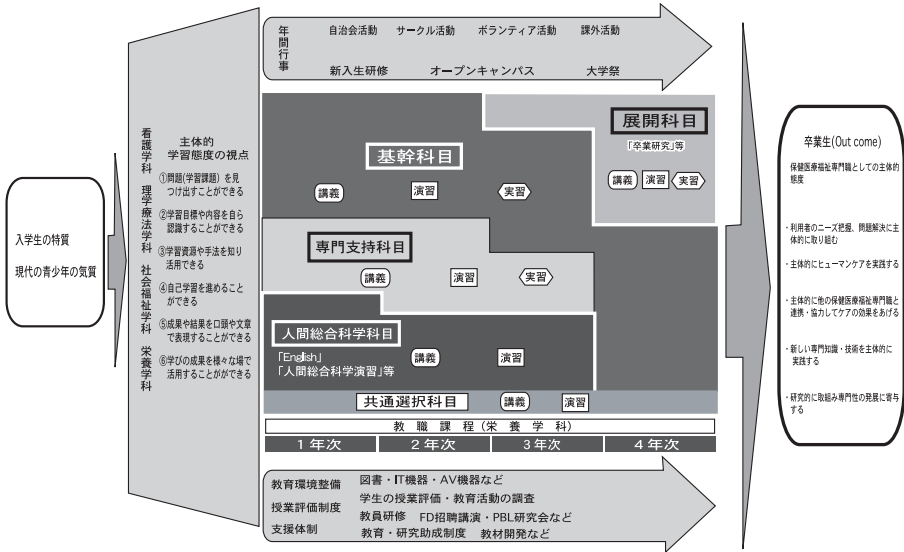 入学生の特質
現代の青少年の気質
看護学科 理学療法学科 社会福祉学科 栄養学科
主体的
学習態度の視点
①問題(学習課題) を見
つけ出すことができる
②学習目標や内容を自ら
認識することができる
③学習資源や手法を知り
活用できる
④自己学習を進めること
ができる
⑤成果や結果を口頭や文章
で表現することができる
⑥学びの成果を様々な場で
活用することができる
年間行事
自治会活動 サークル活動 ボランティア活動 課外活動
新入生研修 オープンキャンパス 大学祭
展開科目
「卒業研究」等
講義 演習 実習
基幹科目
講義 演習 実習
専門支持科目
講義 演習 実習
人間総合科学科目
「English」
「人間総合科学演習」等
講義 演習
共通選択科目 講義 演習
教 職 課 程 (栄 養 学 科)
1 年次 2 年次 3 年次 4 年次
教育環境整備 図書・IT機器・AV機器など
授業評価制度 学生の授業評価・教育活動の調査
支援体制 教員研修 FD招聘講演・PBL研究会など
教育・研究助成制度 教材開発など
卒業生(Out come)
保健医療福祉専門職としての主体的
態度
・利用者のニーズ把握、問題解決に主
体的に取り組む
・主体的にヒューマンケアを実践する
・主体的に他の保健医療福祉専門職と
連携・協力してケアの効果をあげる
・新しい専門知識・技術を主体的に
実践する
・研究的に取組み専門性の発展に寄与
する